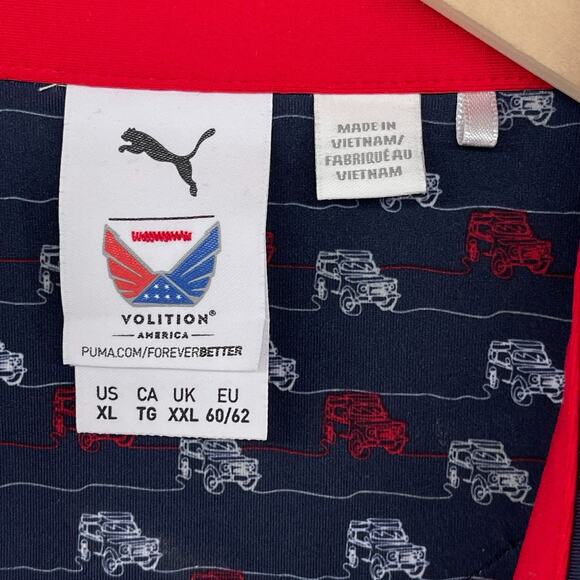 MADE IN
VIETNAM/
FABRIQUÉ AU
VIETNAM
VOLITION®
AMERICA
PUMA.COM/FOREVERBETTER
US CA UK EU
XL TG XXL 60/62